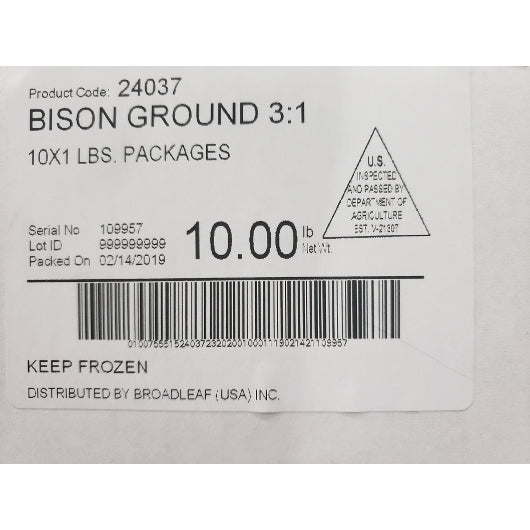 Product Code: 24037
BISON GROUND 3:1
10X1 LBS. PACKAGES
U.S.
INSPECTED
AND PASSED BY
DEPARTMENT OF
AGRICULTURE
EST. V-21307
Serial No 109957
Lot ID 999999999
Packed On 02/14/2019
10.00 lb
Net Wt.
KEEP FROZEN
DISTRIBUTED BY BROADLEAF (USA) INC.